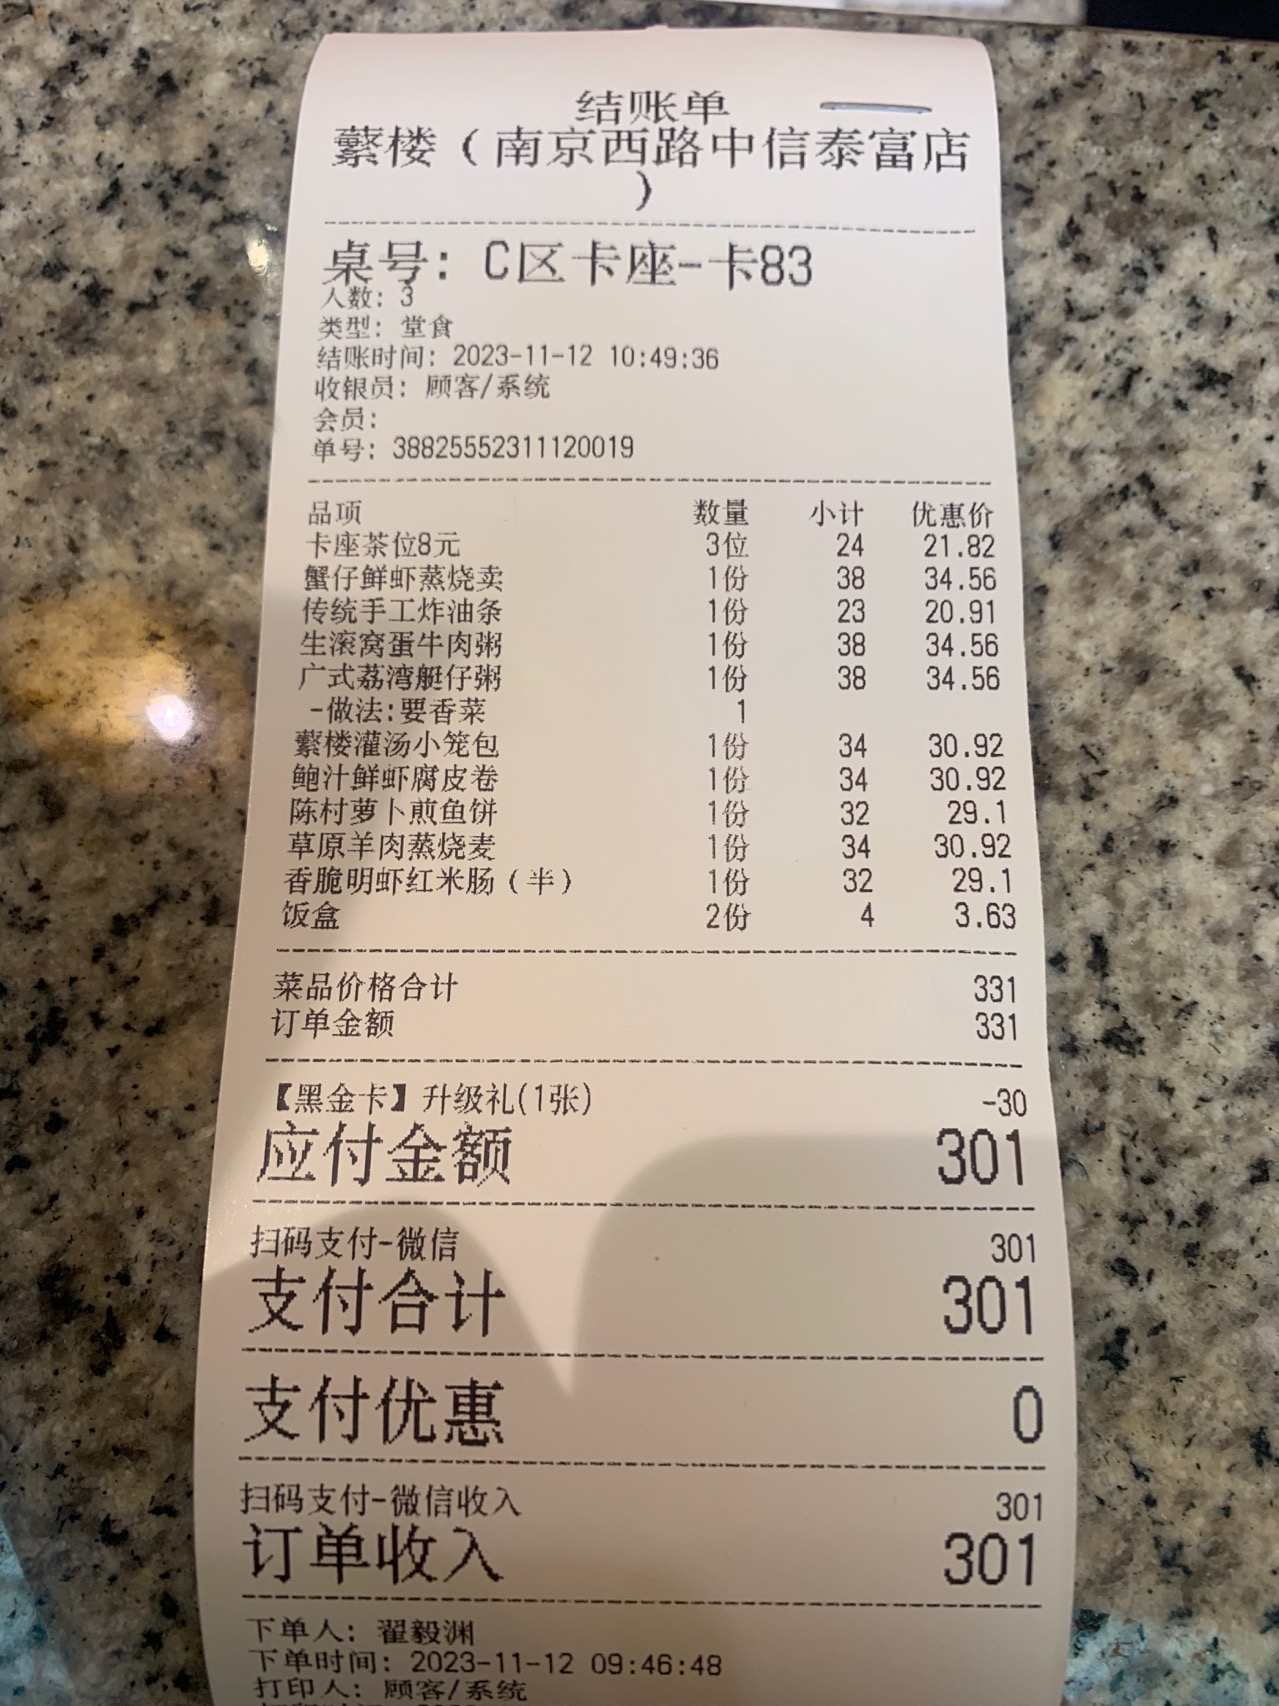 结账单
蘩楼（南京西路中信泰富店
）
桌号：C区卡座-卡83
人数：3
类型：堂食
结账时间：2023-11-12 10:49:36
收银员：顾客/系统
会员：
单号：38825552311120019
品项 数量 小计 优惠价
卡座茶位8元 3位 24 21.82
蟹仔鲜虾蒸烧卖 1份 38 34.56
传统手工炸油条 1份 23 20.91
生滚窝蛋牛肉粥 1份 38 34.56
广式荔湾艇仔粥 1份 38 34.56
-做法:要香菜 1
蘩楼灌汤小笼包 1份 34 30.92
鲍汁鲜虾腐皮卷 1份 34 30.92
陈村萝卜煎鱼饼 1份 32 29.1
草原羊肉蒸烧麦 1份 34 30.92
香脆明虾红米肠（半） 1份 32 29.1
饭盒 2份 4 3.63
菜品价格合计 331
订单金额 331
【黑金卡】升级礼(1张) -30
应付金额 301
扫码支付-微信 301
支付合计 301
支付优惠 0
扫码支付-微信收入 301
订单收入 301
下单人：翟毅渊
下单时间：2023-11-12 09:46:48
打印人：顾客/系统